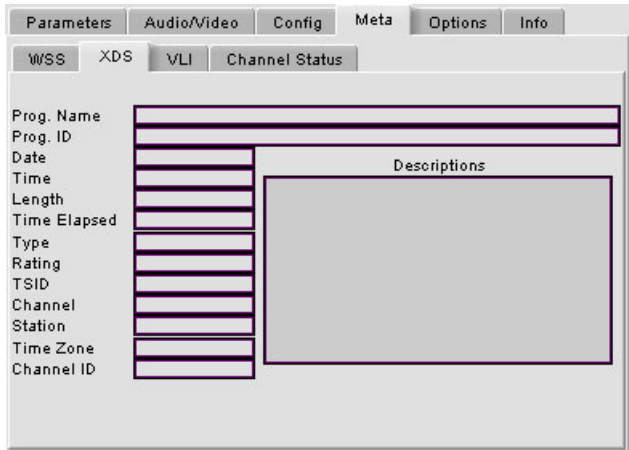 Parameters Audio/Video Config Meta Options Info
WSS XDS VLI Channel Status
Prog. Name
Prog. ID
Date
Descriptions
Time
Length
Time Elapsed
Type
Rating
TSID
Channel
Station
Time Zone
Channel ID